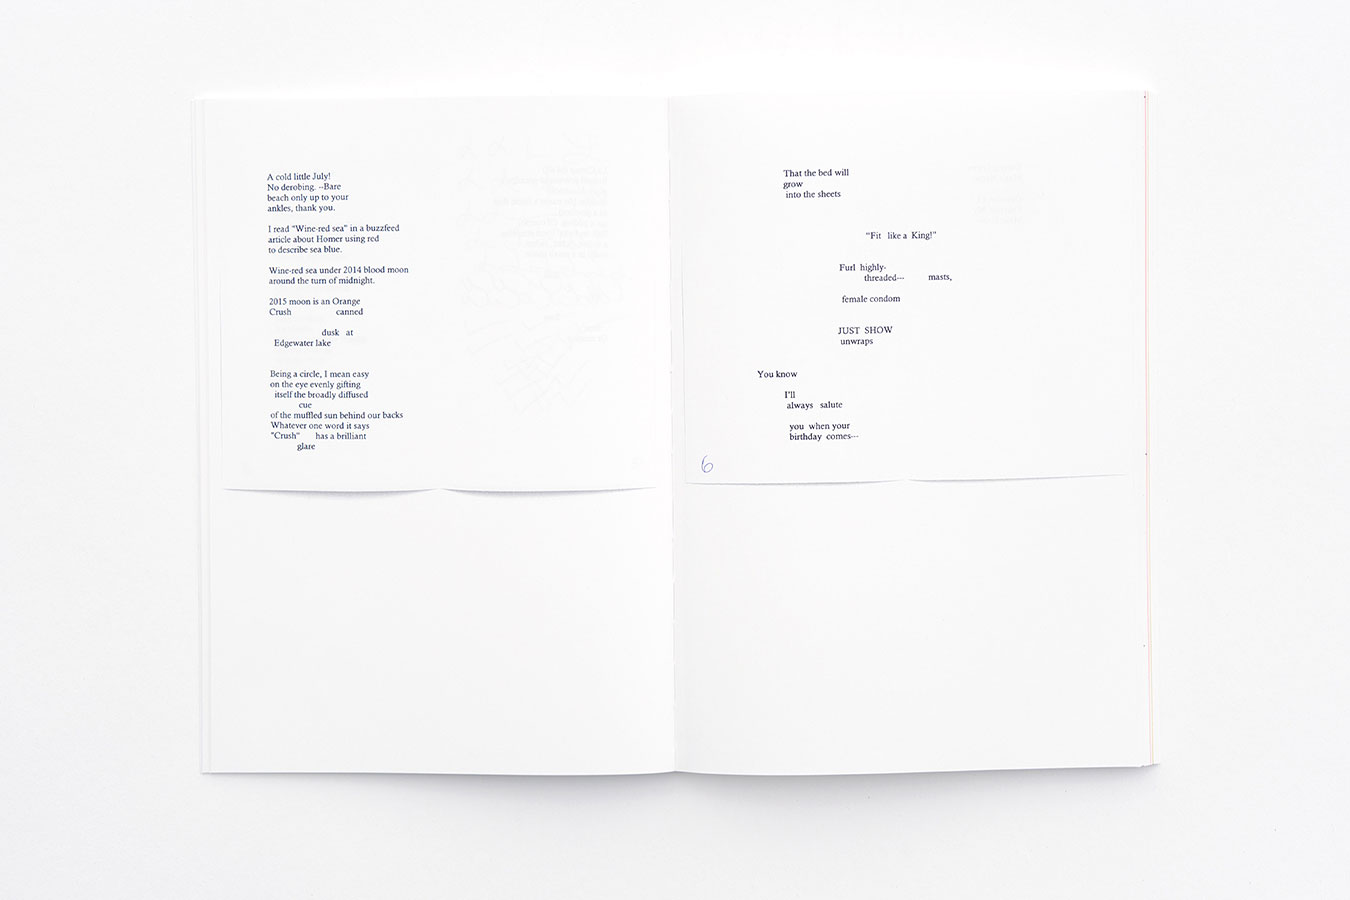 A cold little July!
No derobing. --Bare
beach only up to your
ankles, thank you.
I read "Wine-red sea" in a buzzfeed
article about Homer using red
to describe sea blue.
Wine-red sea under 2014 blood moon
around the turn of midnight.
2015 moon is an Orange
Crush canned
dusk at
Edgewater lake
Being a circle, I mean easy
on the eye evenly gifting
itself the broadly diffused
cue
of the muffled sun behind our backs
Whatever one word it says
"Crush" has a brilliant
glare
That the bed will
grow
into the sheets
“Fit like a King!”
Furl highly-
threaded--- masts,
female condom
JUST SHOW
unwraps
You know
I'll
always salute
you when your
birthday comes---
6